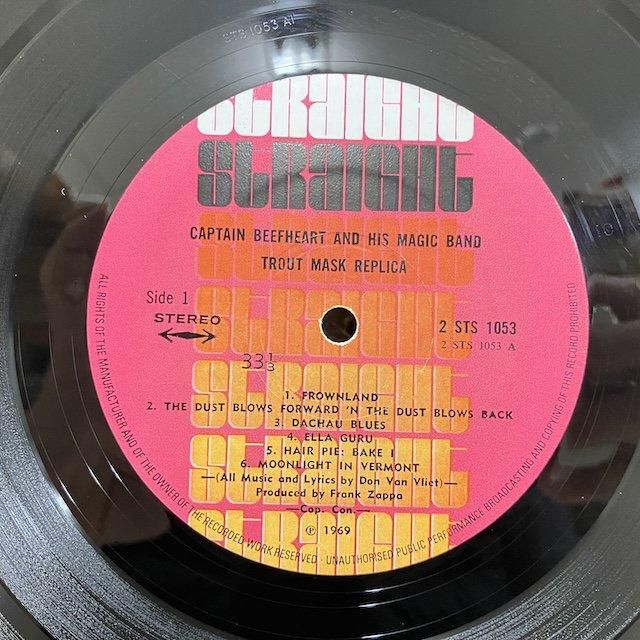 STS 1053 A1
STRAIGHT
STRAIGHT
STRAIGHT
CAPTAIN BEEFHEART AND HIS MAGIC BAND
TROUT MASK REPLICA
STRAIGHT
Side 1
STEREO
2 STS 1053
2 STS 1053 A
33⅓
STRAIGHT
1. FROWNLAND
2. THE DUST BLOWS FORWARD 'N THE DUST BLOWS BACK
3. DACHAU BLUES
4. ELLA GURU
5. HAIR PIE: BAKE I
6. MOONLIGHT IN VERMONT
STRAIGHT
—(All Music and Lyrics by Don Van Vliet)—
Produced by Frank Zappa
—Cop. Con.—
STRAIGHT
℗ 1969
ALL RIGHTS OF THE MANUFACTURER AND OF THE OWNER OF THE RECORDED WORK RESERVED · UNAUTHORISED PUBLIC PERFORMANCE BROADCASTING AND COPYING OF THIS RECORD PROHIBITED